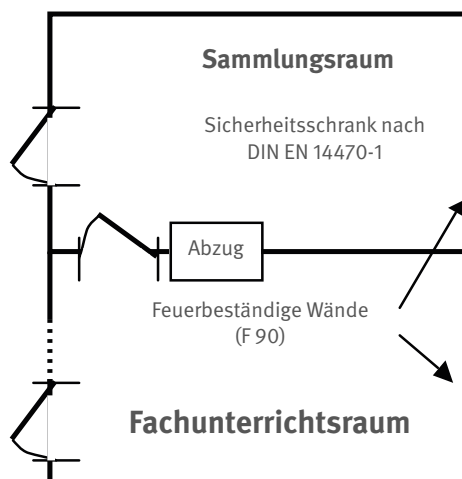 Sammlungsraum
Sicherheitsschrank nach
DIN EN 14470-1
Abzug
Feuerbeständige Wände
(F 90)
Fachunterrichtsraum